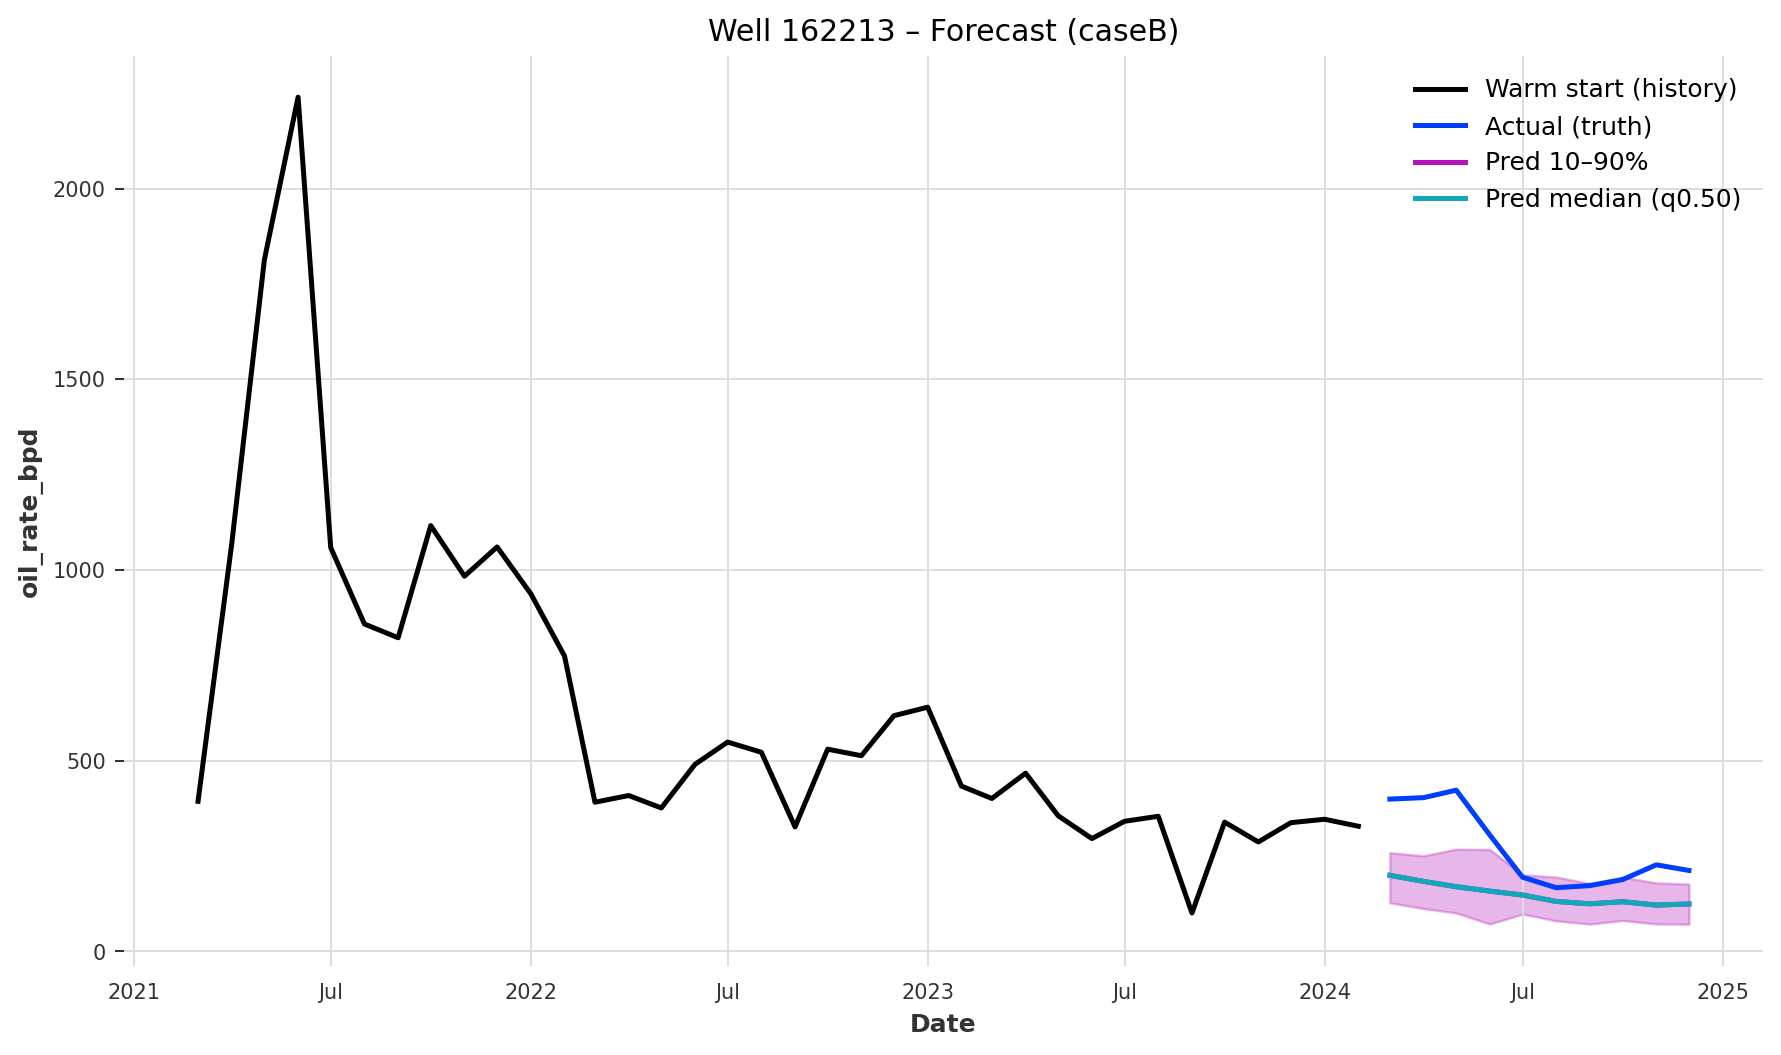 Well 162213 – Forecast (caseB)
Warm start (history)
Actual (truth)
Pred 10–90%
Pred median (q0.50)
oil_rate_bpd
2000
1500
1000
500
0
2021
Jul
2022
Jul
2023
Jul
2024
Jul
2025
Date